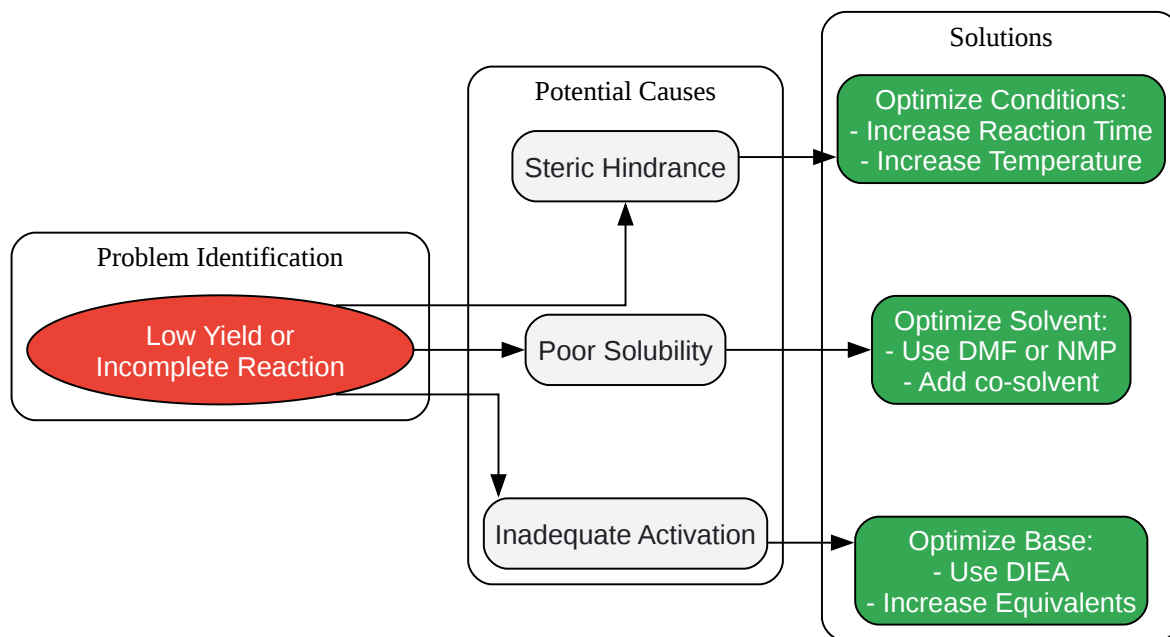 Problem Identification
Low Yield or
Incomplete Reaction
Potential Causes
Steric Hindrance
Poor Solubility
Inadequate Activation
Solutions
Optimize Conditions:
- Increase Reaction Time
- Increase Temperature
Optimize Solvent:
- Use DMF or NMP
- Add co-solvent
Optimize Base:
- Use DIEA
- Increase Equivalents